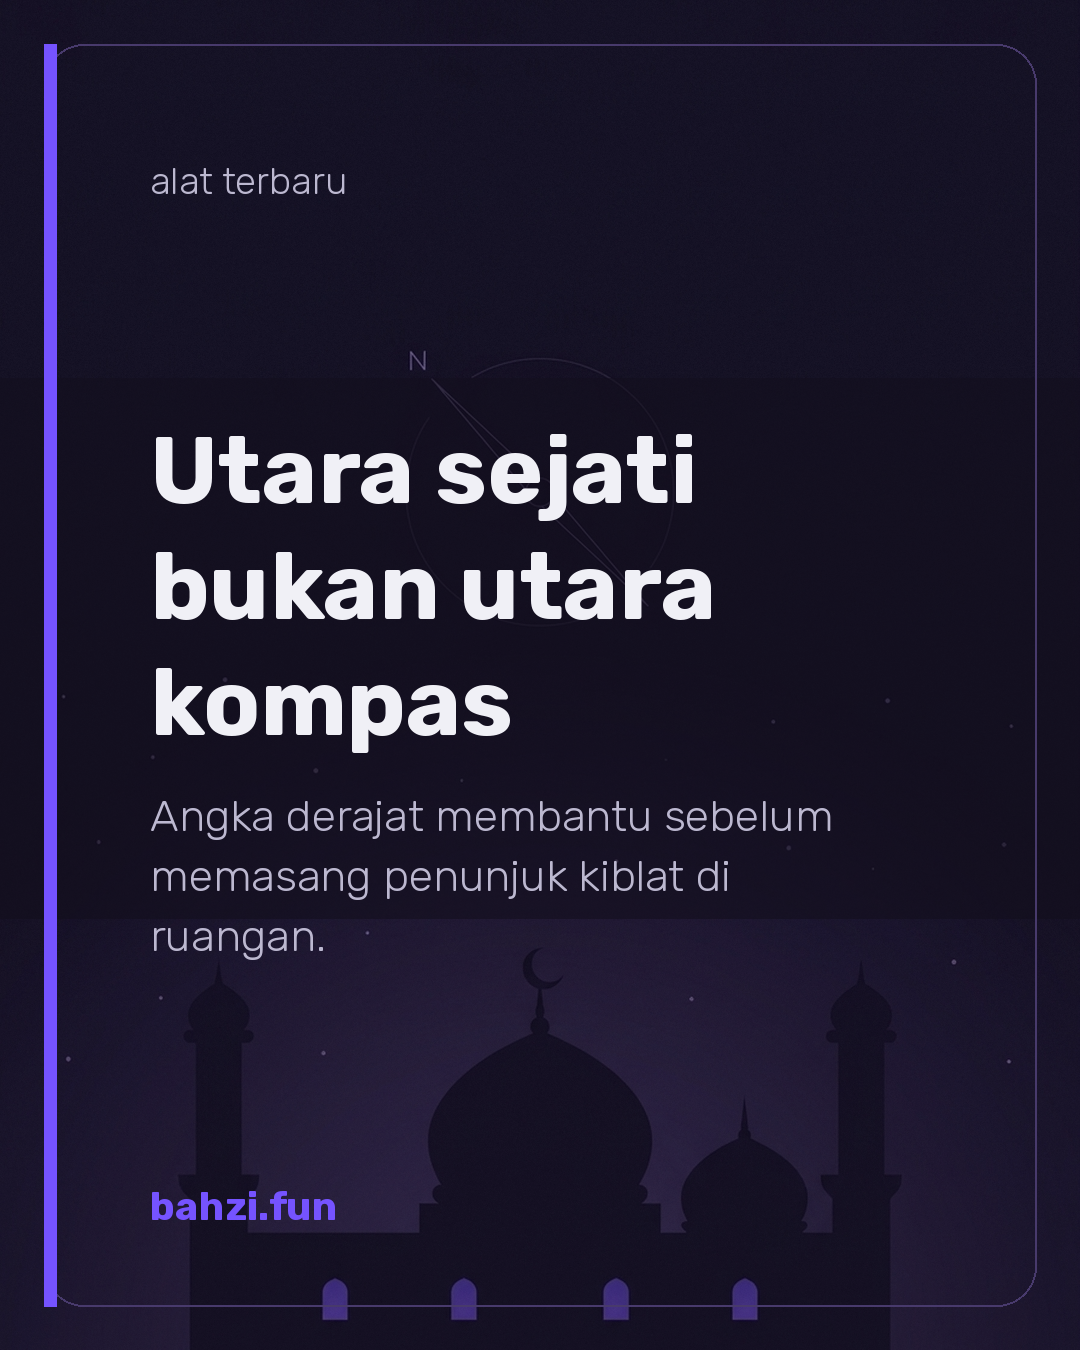 alat terbaru
N
Utara sejati
bukan utara
kompas
Angka derajat membantu sebelum
memasang penunjuk kiblat di
ruangan.
bahzi.fun